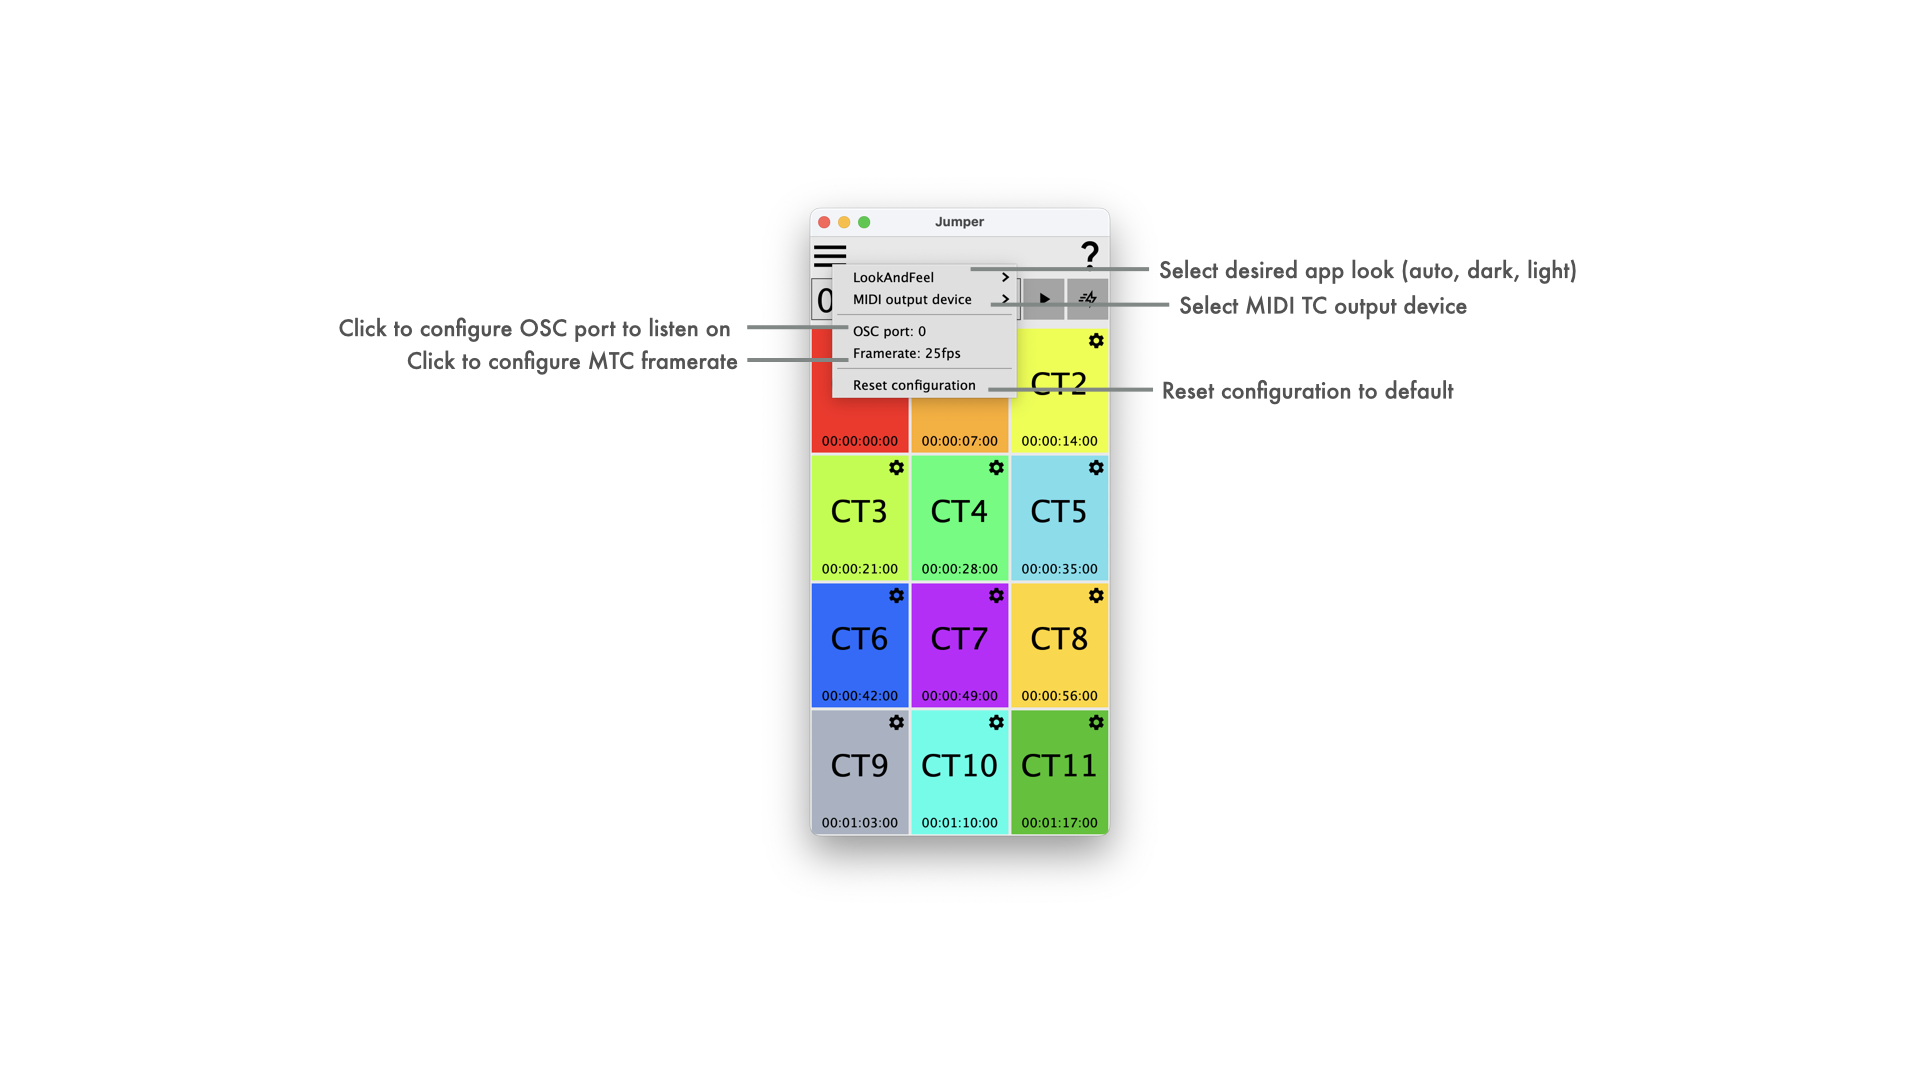 Jumper
?
LookAndFeel
Select desired app look (auto, dark, light)
0
MIDI output device
Select MIDI TC output device
Click to configure OSC port to listen on
OSC port: 0
Click to configure MTC framerate
Framerate: 25fps
Reset configuration
CT2
Reset configuration to default
00:00:00:00 00:00:07:00 00:00:14:00
CT3 CT4 CT5
00:00:21:00 00:00:28:00 00:00:35:00
CT6 CT7 CT8
00:00:42:00 00:00:49:00 00:00:56:00
CT9 CT10 CT11
00:01:03:00 00:01:10:00 00:01:17:00